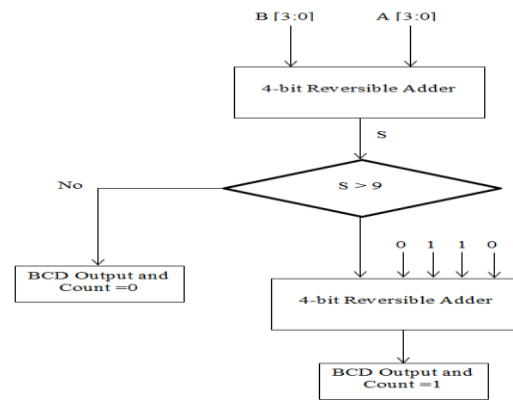 B [3:0] A [3:0]
4-bit Reversible Adder
S
No
S > 9
0 1 1 0
BCD Output and
Count =0
4-bit Reversible Adder
BCD Output and
Count =1